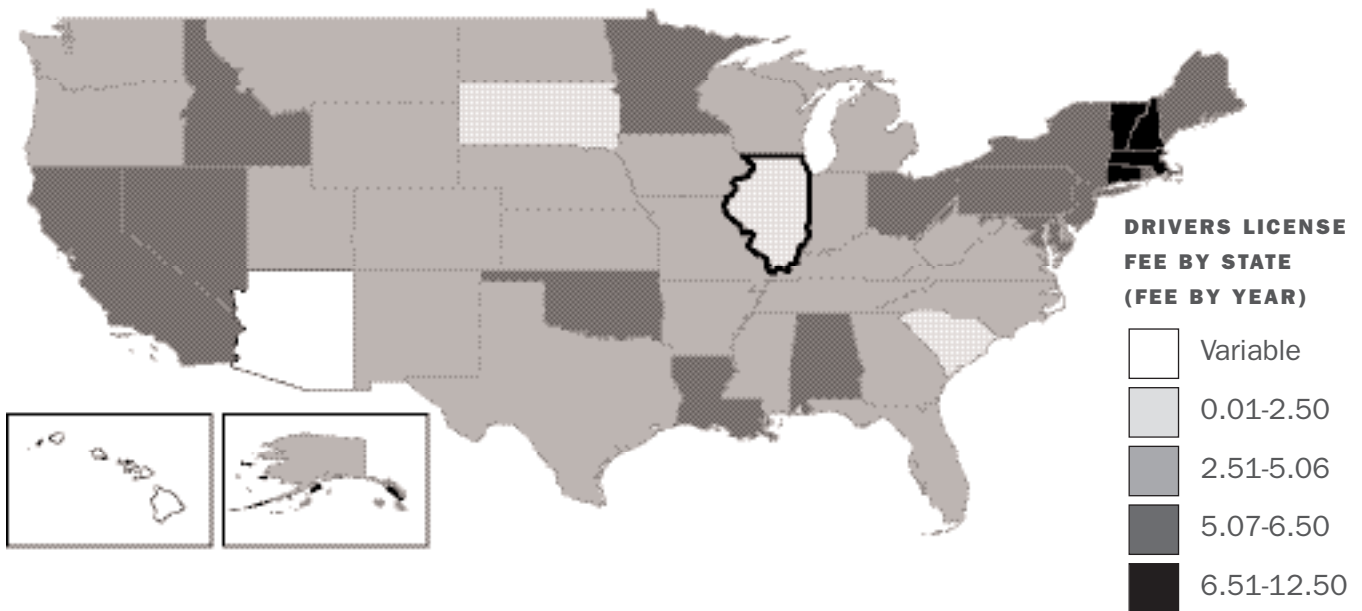 DRIVERS LICENSE
FEE BY STATE
(FEE BY YEAR)
Variable
0.01-2.50
2.51-5.06
5.07-6.50
6.51-12.50